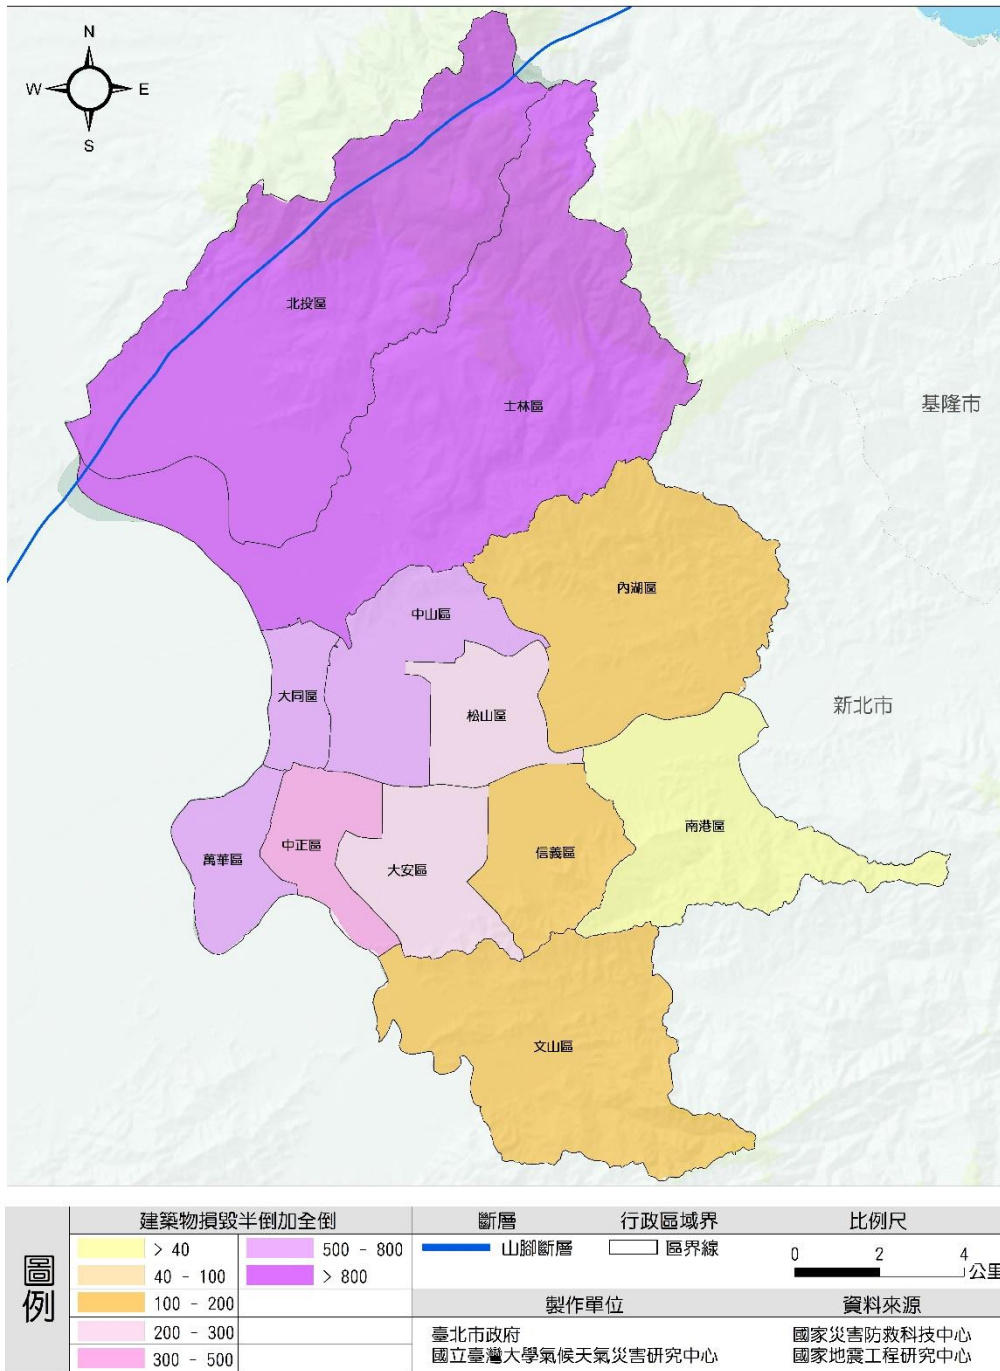 N
W
E
S
北投區
士林區
基隆市
內湖區
中山區
大同區
松山區
新北市
南港區
萬華區
中正區
大安區
信義區
文山區
圖例
建築物損毀半倒加全倒
> 40
40 - 100
100 - 200
200 - 300
300 - 500
500 - 800
> 800
斷層
山腳斷層
行政區域界
區界線
比例尺
0 2 4
公里
製作單位
臺北市政府
國立臺灣大學氣候天氣災害研究中心
資料來源
國家災害防救科技中心
國家地震工程研究中心